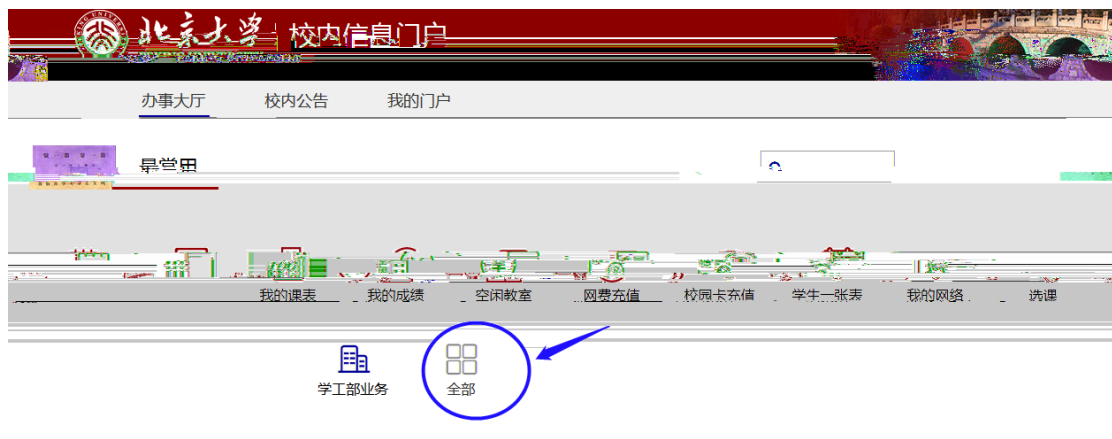 北京大学 校内信息门户
办事大厅 校内公告 我的门户
最常用
我的课表 我的成绩 空闲教室 网费充值 校园卡充值 学生一张表 我的网络 选课
学工部业务 全部